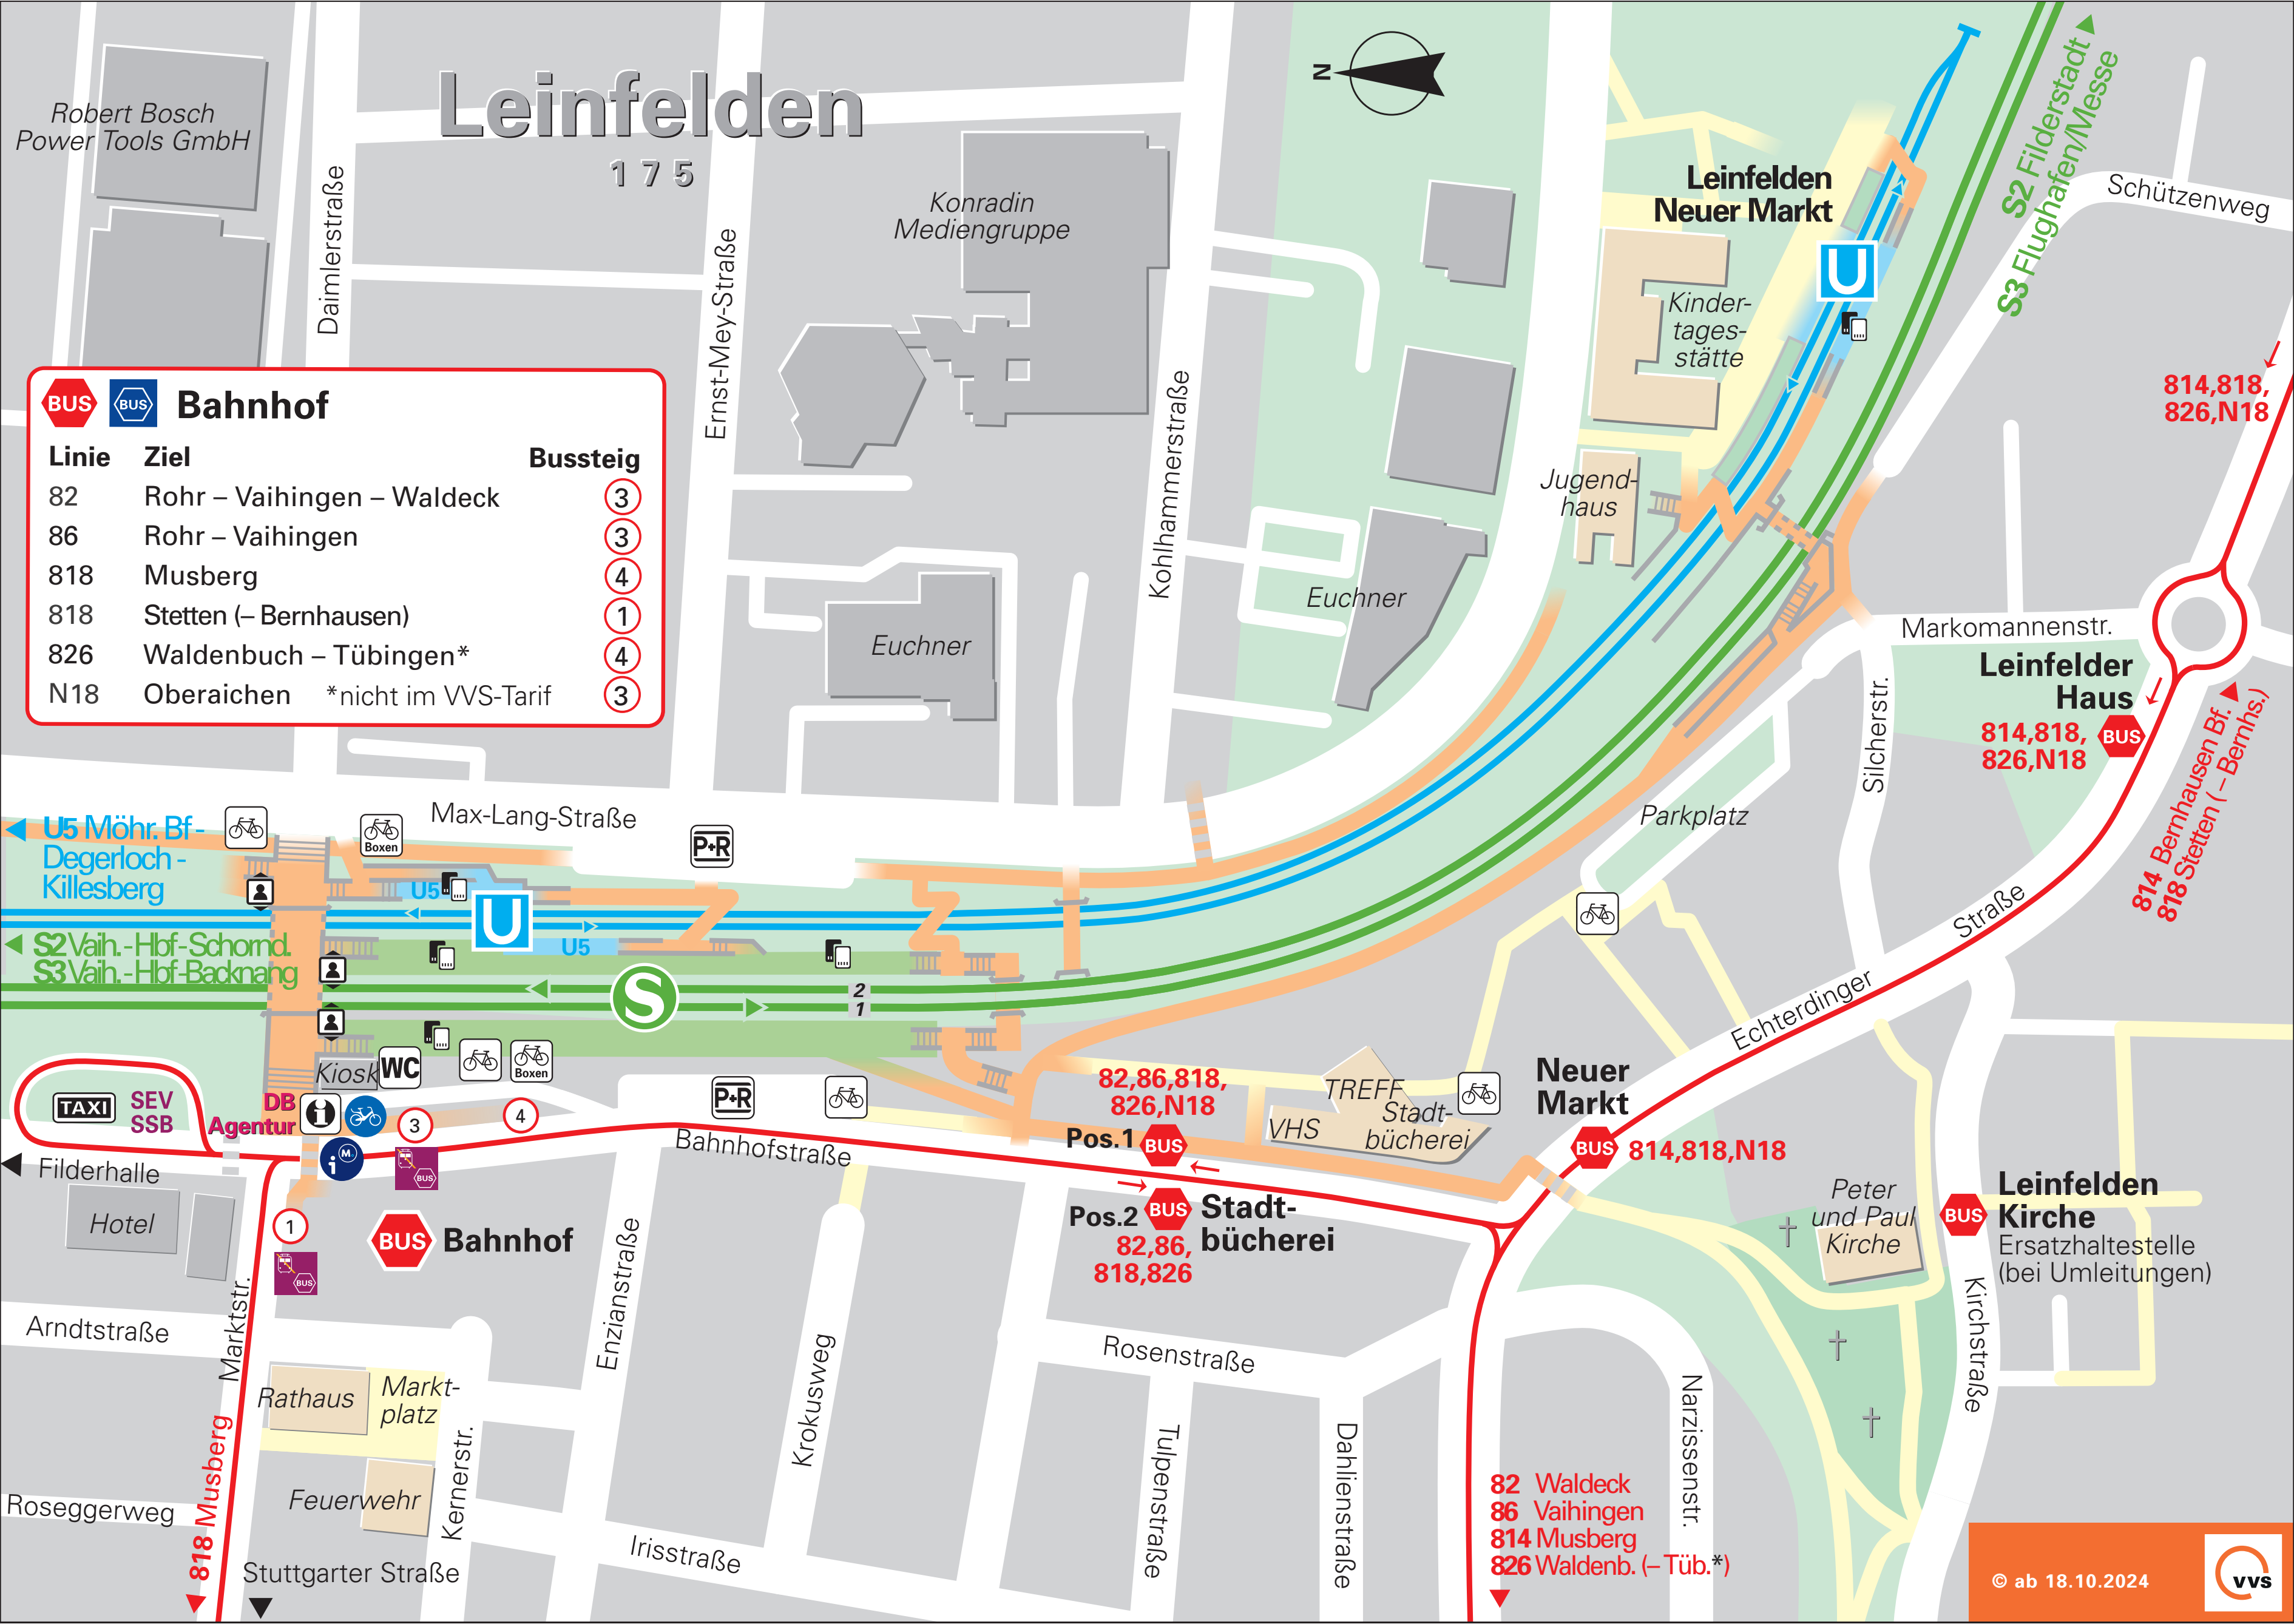 Leinfelden
175
N
Robert Bosch
Power Tools GmbH
Daimlerstraße
Ernst-Mey-Straße
Konradin
Mediengruppe
Kohlhammerstraße
Leinfelden
Neuer Markt
U
Kinder-
tages-
stätte
Jugend-
haus
S2 Filderstadt
S3 Flughafen/Messe
Schützenweg
814,818,
826,N18
BUS BUS Bahnhof
Linie Ziel Bussteig
82 Rohr – Vaihingen – Waldeck 3
86 Rohr – Vaihingen 3
818 Musberg 4
818 Stetten (– Bernhausen) 1
826 Waldenbuch – Tübingen* 4
N18 Oberaichen *nicht im VVS-Tarif 3
Euchner
Euchner
Markomannenstr.
Leinfelder
Haus
814,818,
826,N18
BUS
Silcherstr.
814 Bernhausen Bf.
818 Stetten (– Bernhs.)
Parkplatz
Max-Lang-Straße
Boxen
P+R
U5 Möhr. Bf -
Degerloch -
Killesberg
U5
U
U5
S2 Vaih.-Hbf-Schornd.
S3 Vaih.-Hbf-Backnang
S
2
1
Kiosk
WC
Boxen
P+R
TAXI
SEV
SSB
DB
Agentur
i
i M
3
4
BUS
Filderhalle
Hotel
1
BUS
BUS Bahnhof
Bahnhofstraße
82,86,818,
826,N18
Pos.1 BUS
Pos.2 BUS
Stadt-
bücherei
82,86,
818,826
TREFF
VHS
Stadt-
bücherei
Neuer
Markt
BUS 814,818,N18
Echterdinger
Straße
Peter
und Paul
Kirche
BUS
Leinfelden
Kirche
Ersatzhaltestelle
(bei Umleitungen)
Kirchstraße
Arndtstraße
Marktstr.
Rathaus
Markt-
platz
Feuerwehr
Kernerstr.
Roseggerweg
818 Musberg
Stuttgarter Straße
Enzianstraße
Krokusweg
Irisstraße
Rosenstraße
Tulpenstraße
Dahlienstraße
Narzissenstr.
82 Waldeck
86 Vaihingen
814 Musberg
826 Waldenb. (– Tüb.*)
© ab 18.10.2024
vvs